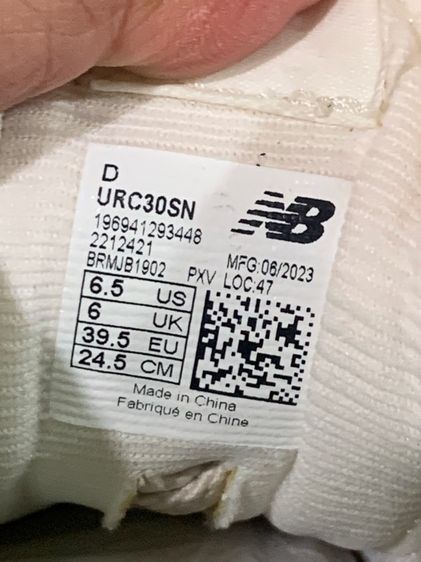 D
URC30SN
196941293448
2212421
BRMJB1902 PXV
NB
MFG:06/2023
LOC:47
6.5 US
6 UK
39.5 EU
24.5 CM
Made in China
Fabriqué en Chine